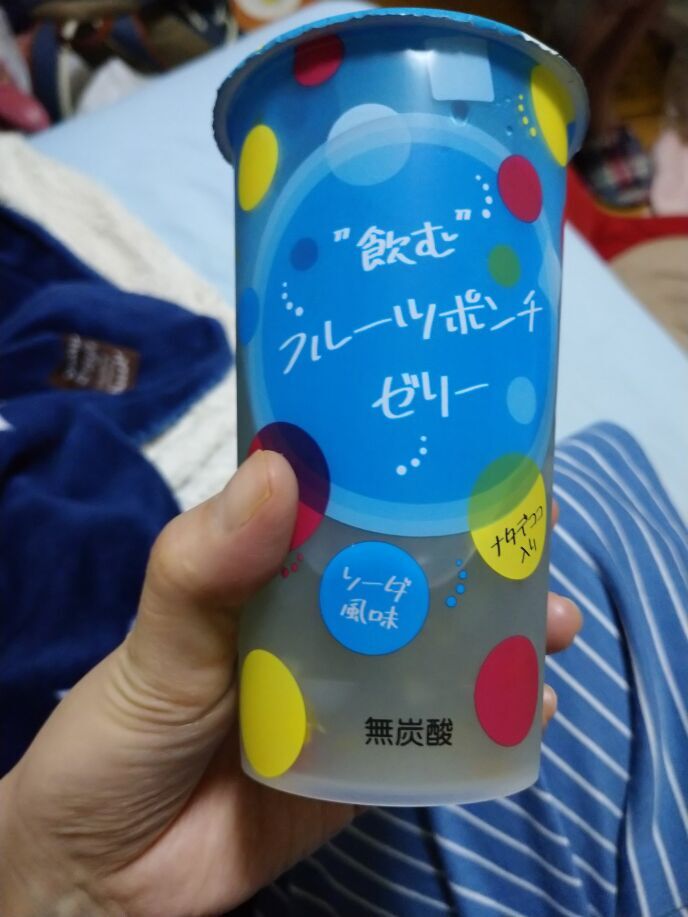 "飲む"
フルーツポンチ
ゼリー
ナタデココ
入り
ソーダ
風味
無炭酸